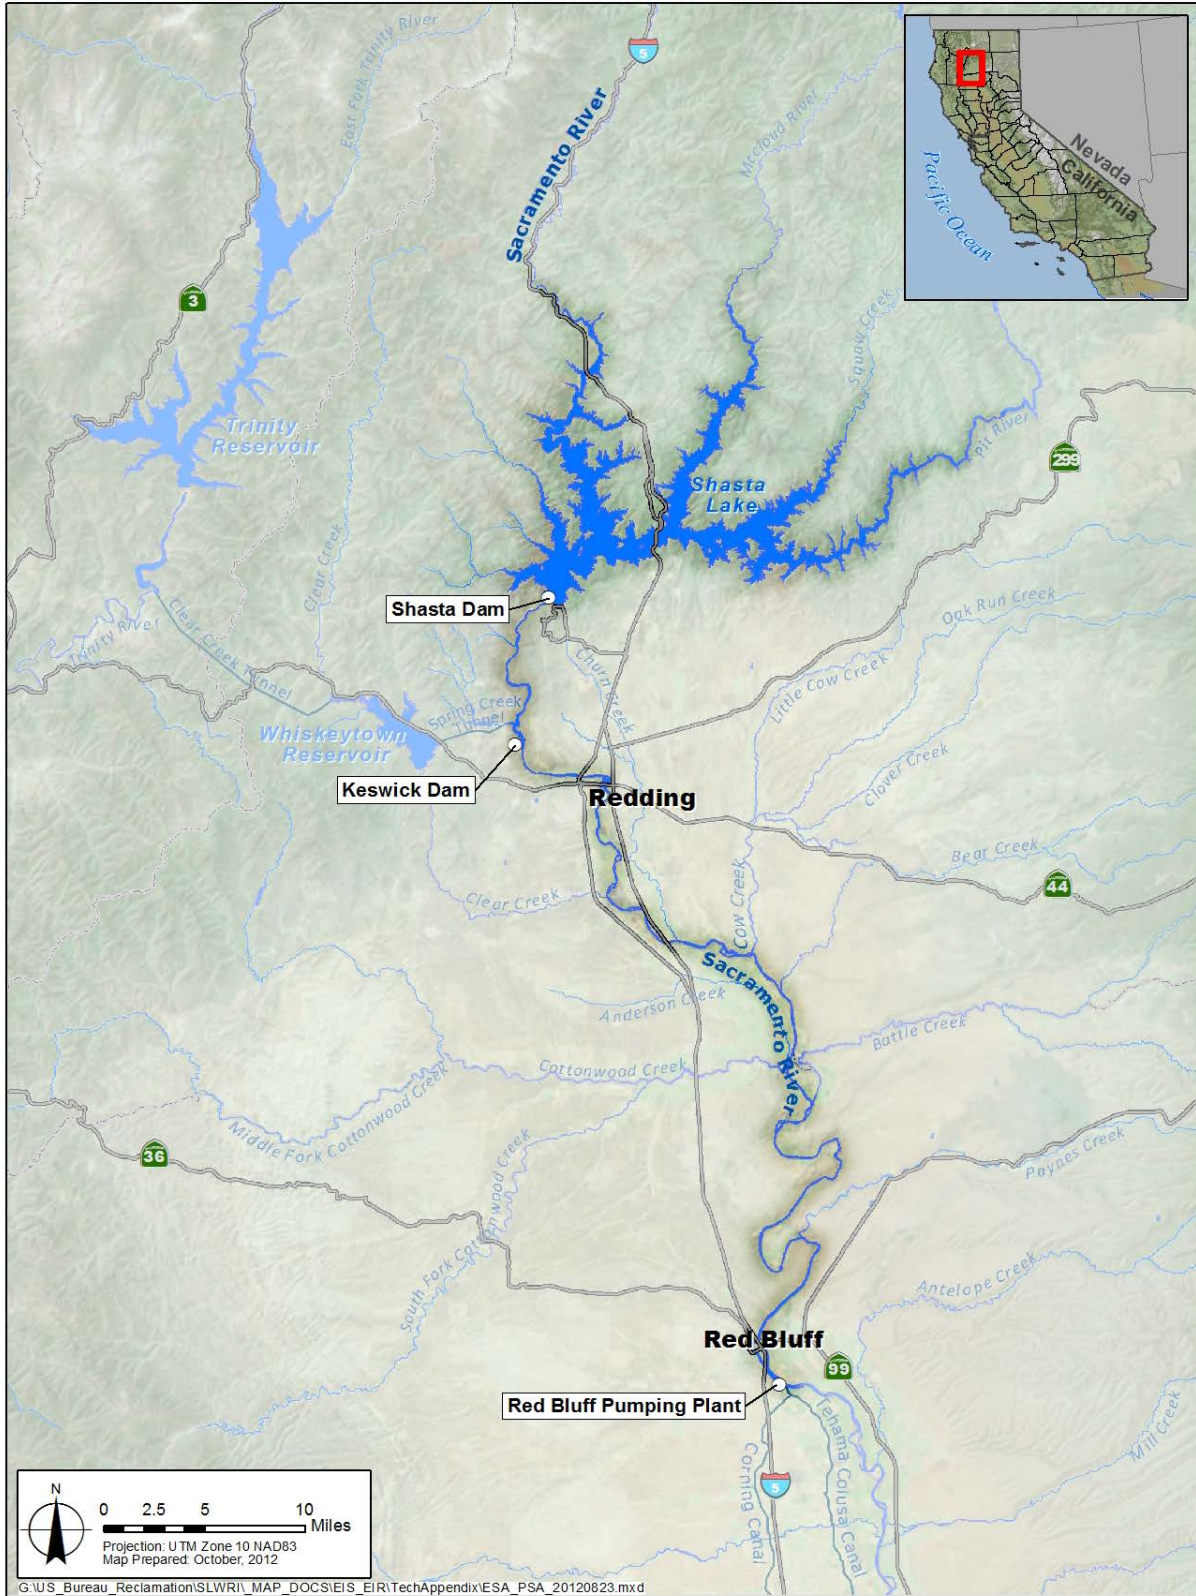 East Fork Trinity River
5
Sacramento River
Mccloud River
Nevada
California
Pacific Ocean
3
Squaw Creek
Trinity
Reservoir
Pit River
299
Shasta
Lake
Clear Creek
Shasta Dam
Oak Run Creek
Trinity River
Clear Creek Tunnel
Churn Creek
Little Cow Creek
Spring Creek
Tunnel
Whiskeytown
Reservoir
Keswick Dam
Clover Creek
Redding
Bear Creek
44
Clear Creek
Cow Creek
Sacramento River
Anderson Creek
Battle Creek
Cottonwood Creek
Middle Fork Cottonwood Creek
36
Paynes Creek
South Fork Cottonwood Creek
Antelope Creek
Red Bluff
99
Red Bluff Pumping Plant
Mill Creek
Corning Canal
5
Tehama Colusa Canal
N
0 2.5 5 10
Miles
Projection: UTM Zone 10 NAD83
Map Prepared: October, 2012
G:\US_Bureau_Reclamation\SLWRI\_MAP_DOCS\EIS_EIR\TechAppendix\ESA_PSA_20120823.mxd